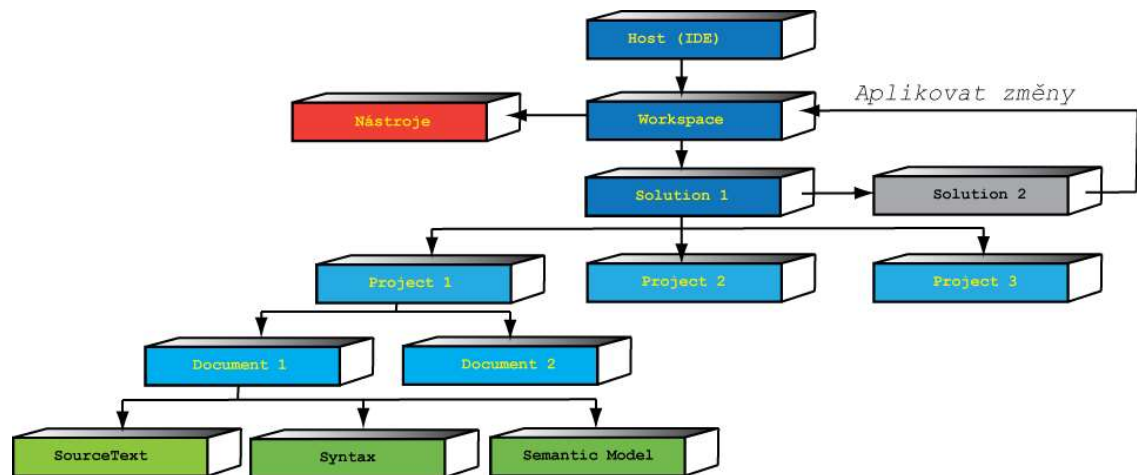 Host (IDE)
Aplikovat změny
Nástroje
Workspace
Solution 1
Solution 2
Project 1
Project 2
Project 3
Document 1
Document 2
SourceText
Syntax
Semantic Model